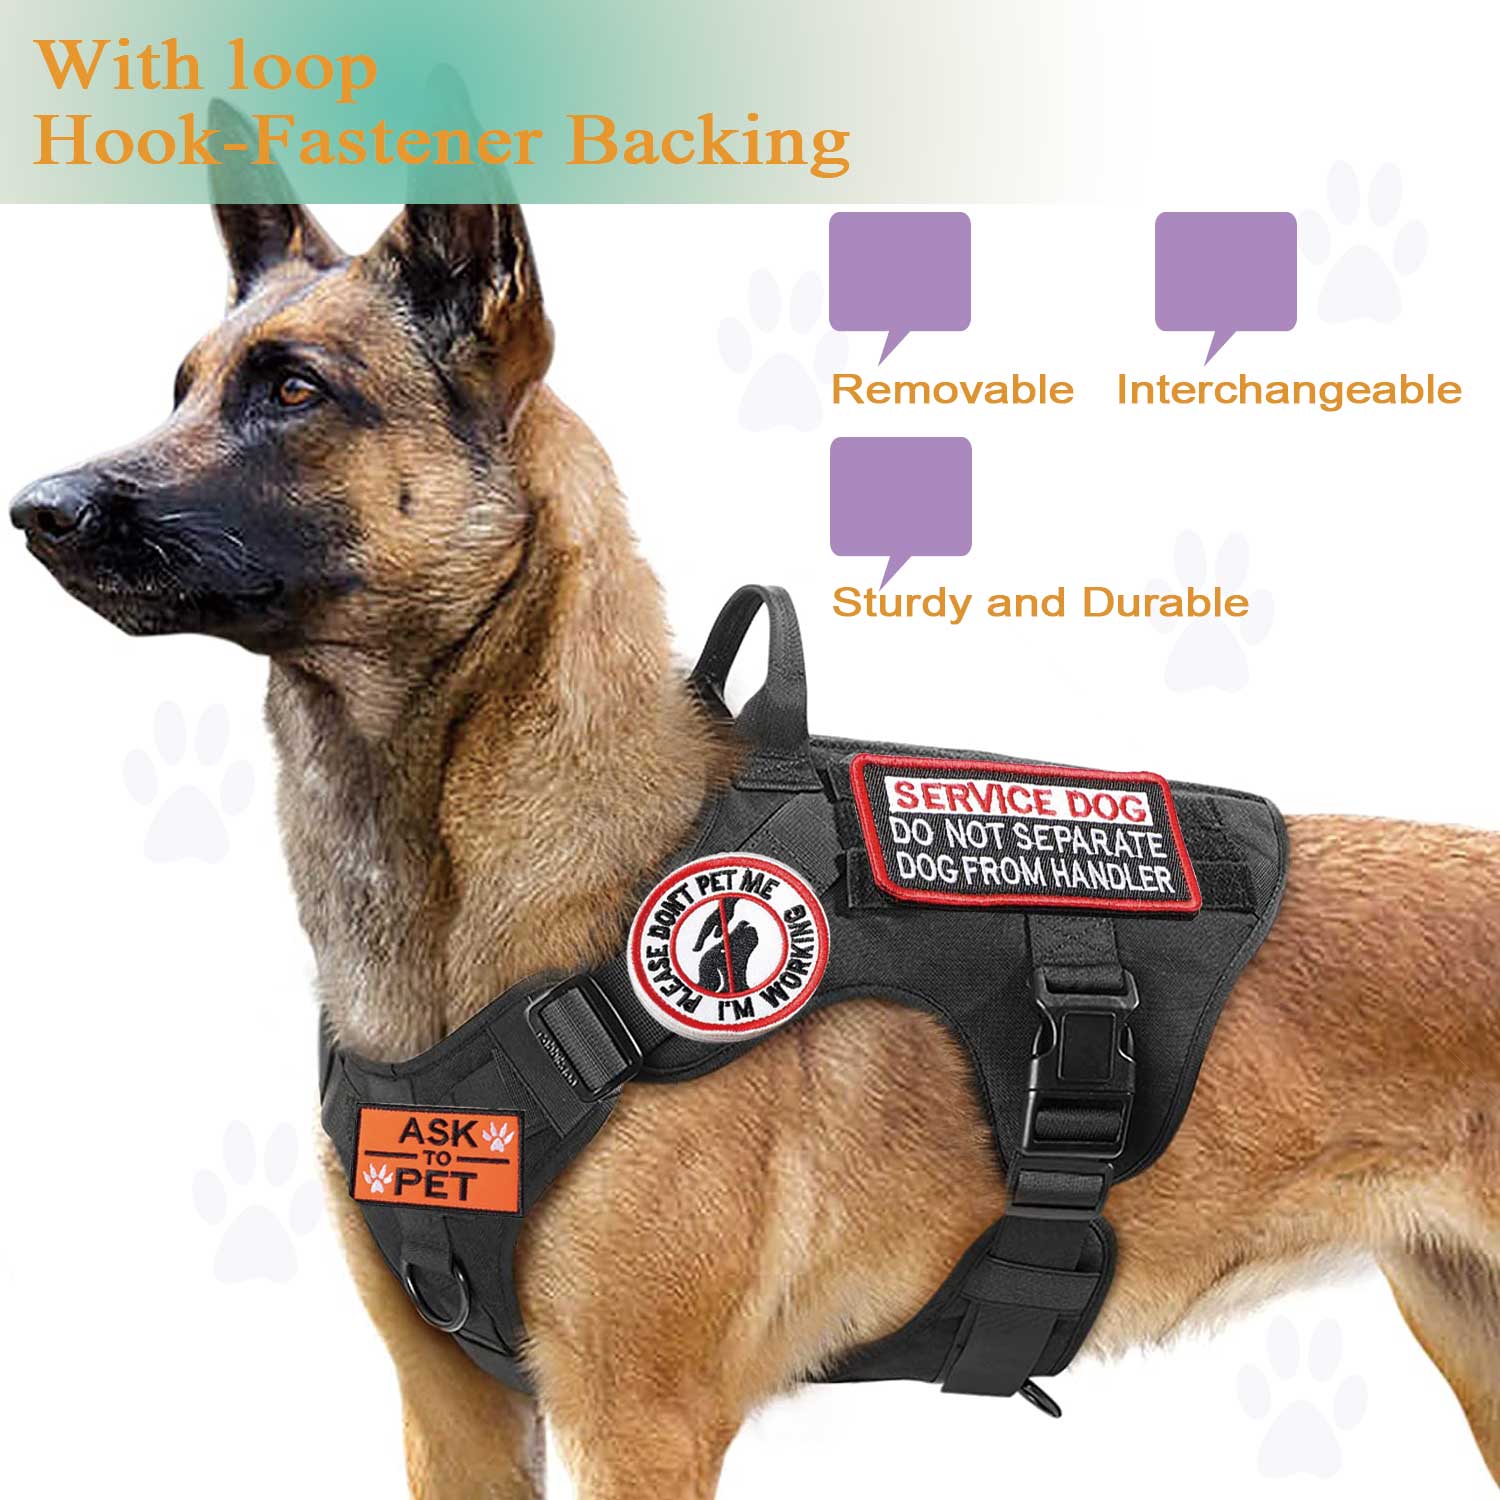 With loop
Hook-Fastener Backing
Removable
Interchangeable
Sturdy and Durable
SERVICE DOG
DO NOT SEPARATE
DOG FROM HANDLER
PLEASE DON'T PET ME
I'M WORKING
ASK
TO
PET